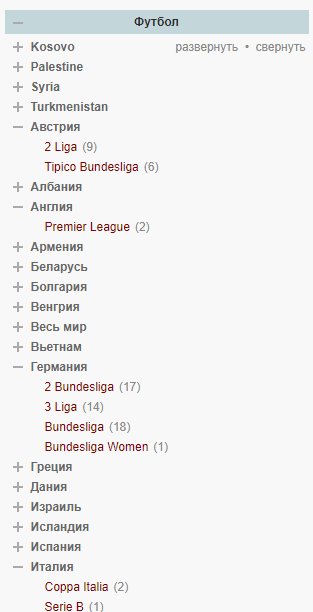 Футбол
Kosovo развернуть • свернуть
Palestine
Syria
Turkmenistan
Австрия
2 Liga (9)
Tipico Bundesliga (6)
Албания
Англия
Premier League (2)
Армения
Беларусь
Болгария
Венгрия
Весь мир
Вьетнам
Германия
2 Bundesliga (17)
3 Liga (14)
Bundesliga (18)
Bundesliga Women (1)
Греция
Дания
Израиль
Исландия
Испания
Италия
Coppa Italia (2)
Serie B (1)